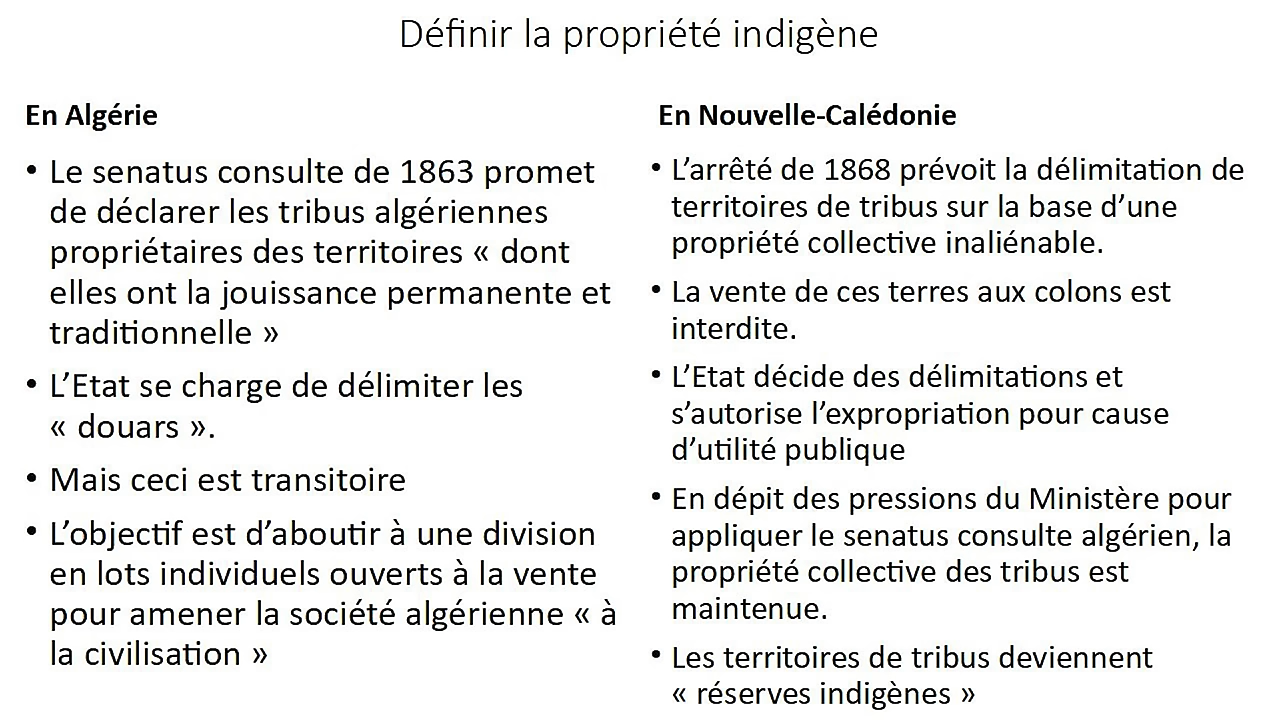 Définir la propriété indigène
En Algérie
• Le senatus consulte de 1863 promet
de déclarer les tribus algériennes
propriétaires des territoires « dont
elles ont la jouissance permanente et
traditionnelle »
• L’Etat se charge de délimiter les
« douars ».
• Mais ceci est transitoire
• L’objectif est d’aboutir à une division
en lots individuels ouverts à la vente
pour amener la société algérienne « à
la civilisation »
En Nouvelle-Calédonie
• L’arrêté de 1868 prévoit la délimitation de
territoires de tribus sur la base d’une
propriété collective inaliénable.
• La vente de ces terres aux colons est
interdite.
• L’Etat décide des délimitations et
s’autorise l’expropriation pour cause
d’utilité publique
• En dépit des pressions du Ministère pour
appliquer le senatus consulte algérien, la
propriété collective des tribus est
maintenue.
• Les territoires de tribus deviennent
« réserves indigènes »